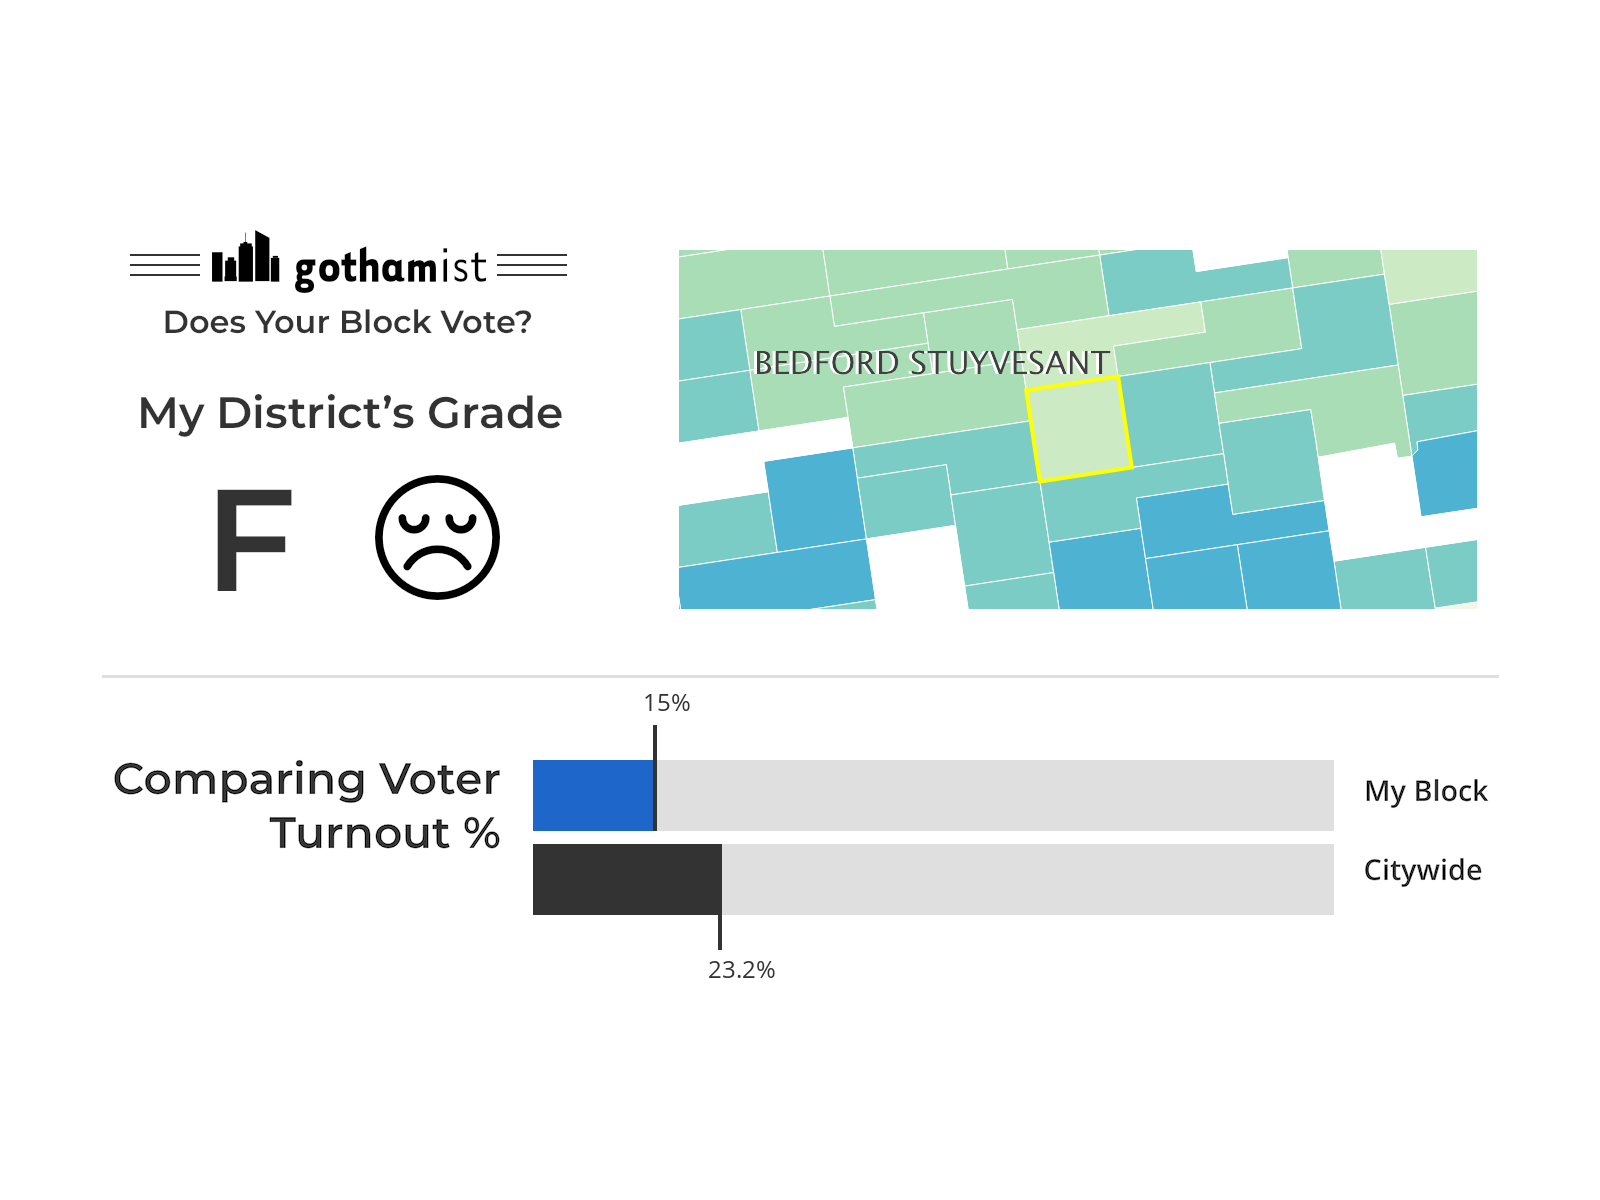 gothamist
Does Your Block Vote?
My District’s Grade
F
BEDFORD STUYVESANT
15%
Comparing Voter
Turnout %
My Block
Citywide
23.2%